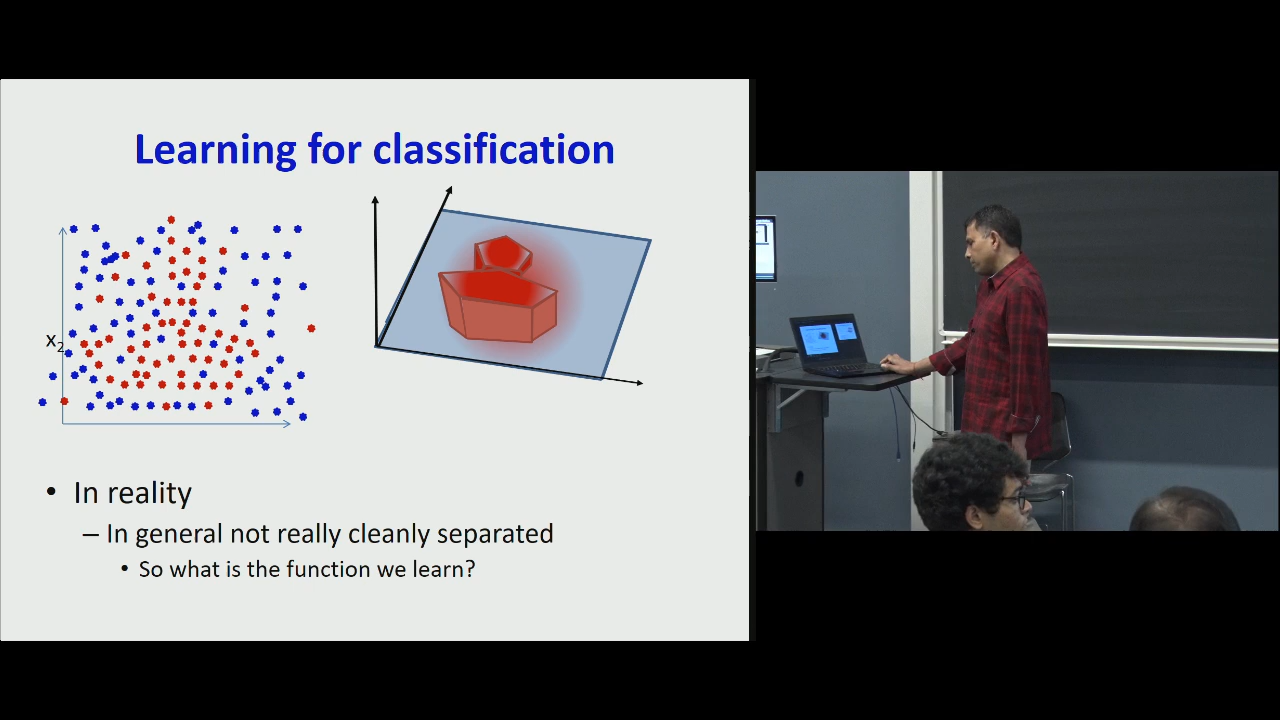 Learning for classification
x2
• In reality
– In general not really cleanly separated
• So what is the function we learn?